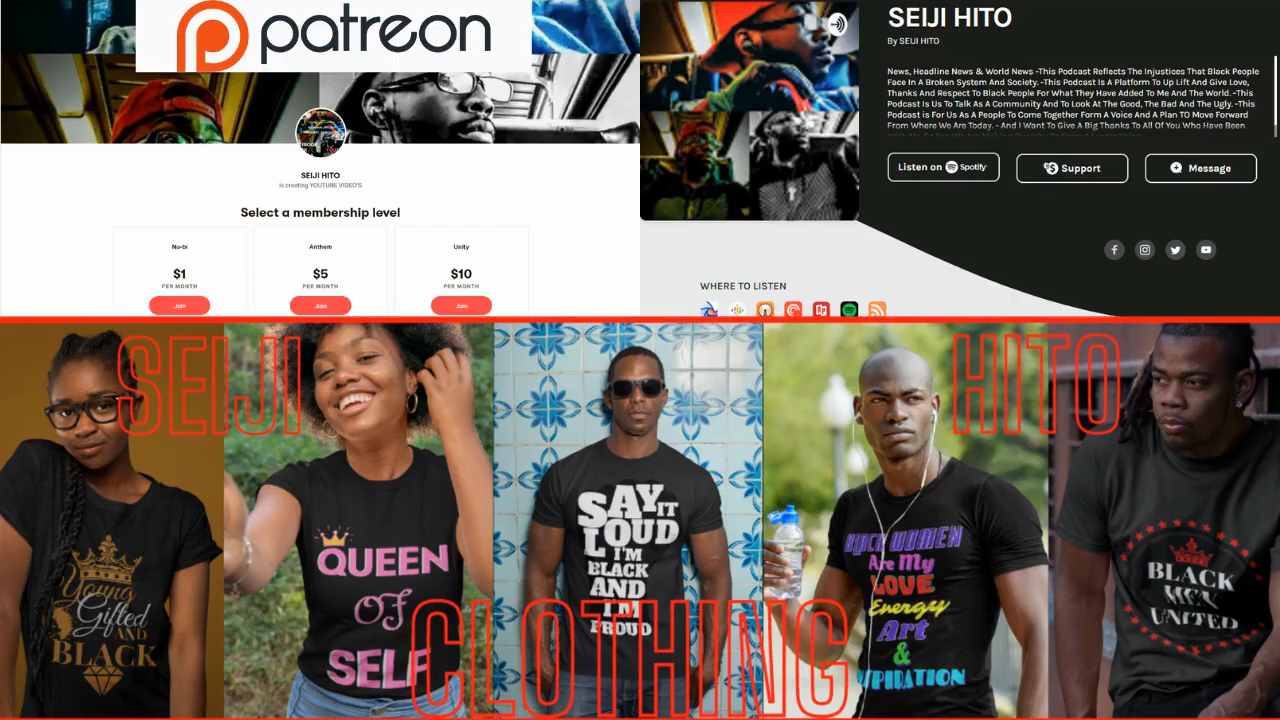 patreon
SEIJI HITO
is creating YOUTUBE VIDEO'S
Select a membership level
Nu-bi
$1
PER MONTH
Join
Anthem
$5
PER MONTH
Join
Unity
$10
PER MONTH
Join
SEIJI HITO
By SEIJI HITO
News, Headline News & World News -This Podcast Reflects The Injustices That Black People
Face In A Broken System And Society. -This Podcast Is A Platform To Up Lift And Give Love,
Thanks And Respect To Black People For What They Have Added To Me And The World. -This
Podcast Is Us To Talk As A Community And To Look At The Good, The Bad And The Ugly. -This
Podcast is For Us As A People To Come Together Form A Voice And A Plan TO Move Forward
From Where We Are Today. - And I Want To Give A Big Thanks To All Of You Who Have Been
Listen on Spotify
Support
Message
WHERE TO LISTEN
SEIJI
HITO
CLOTHING
Young
Gifted
AND
BLACK
QUEEN
OF
SELF
SAY IT
LOUD
I'M
BLACK
AND
I'M
PROUD
BLACK WOMEN
Are My
LOVE
Energy
Art
&
BLACK
MEN
UNITED